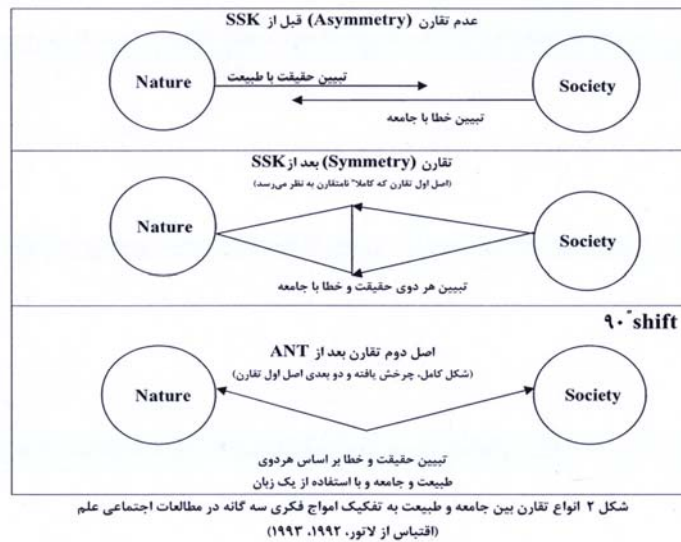 عدم تقارن (Asymmetry) قبل از SSK
Nature
تبیین حقیقت با طبیعت
Society
تبیین خطا با جامعه
تقارن (Symmetry) بعد از SSK
(اصل اول تقارن که کاملا" نامتقارن به نظر می‌رسد)
Nature
Society
تبیین هر دوی حقیقت و خطا با جامعه
۹۰˚shift
اصل دوم تقارن بعد از ANT
(شکل کامل، چرخش یافته و دو بعدی اصل اول تقارن)
Nature
Society
تبیین حقیقت و خطا بر اساس هردوی
طبیعت و جامعه و با استفاده از یک زبان
شکل ۲ انواع تقارن بین جامعه و طبیعت به تفکیک امواج فکری سه گانه در مطالعات اجتماعی علم
(اقتباس از لاتور، ۱۹۹۲، ۱۹۹۳)